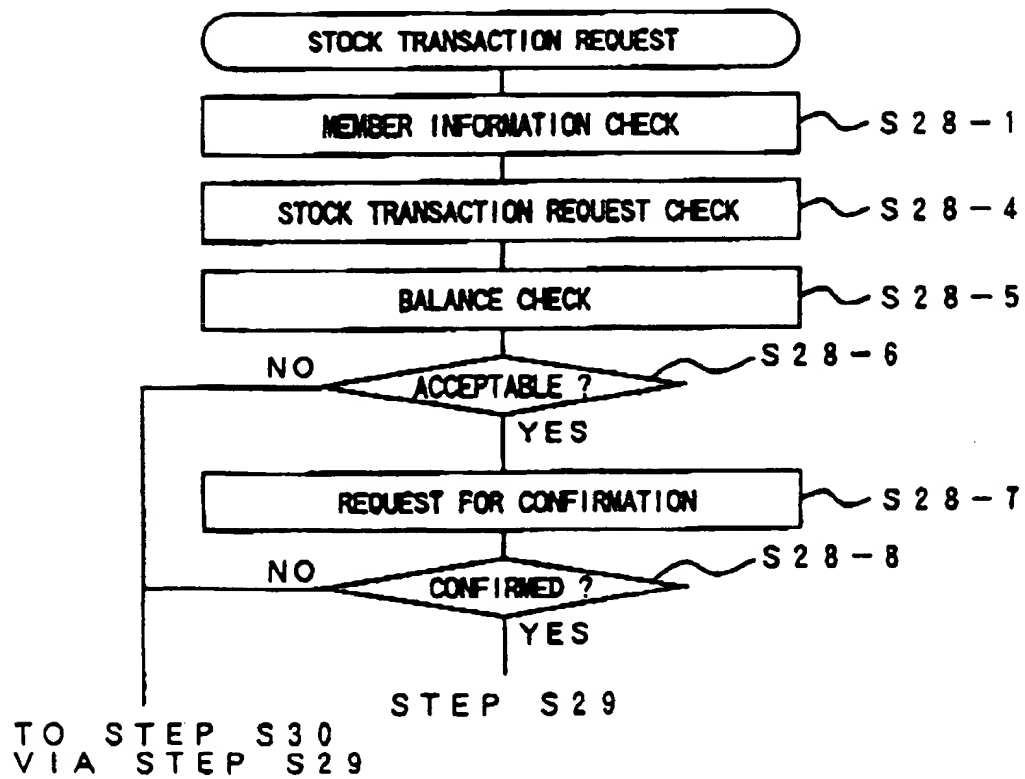 STOCK TRANSACTION REQUEST
MEMBER INFORMATION CHECK
S28-1
STOCK TRANSACTION REQUEST CHECK
S28-4
BALANCE CHECK
S28-5
S28-6
NO
ACCEPTABLE ?
YES
REQUEST FOR CONFIRMATION
S28-7
S28-8
NO
CONFIRMED ?
YES
STEP S29
TO STEP S30
VIA STEP S29